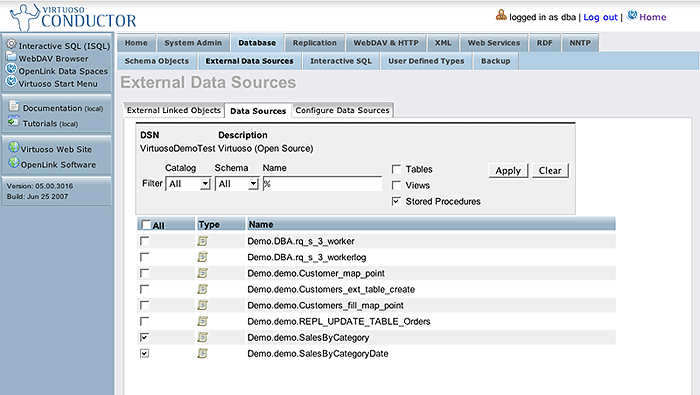 VIRTUOSO
CONDUCTOR
logged in as dba | Log out | Home
Interactive SQL (ISQL)
WebDAV Browser
OpenLink Data Spaces
Virtuoso Start Menu
Documentation (local)
Tutorials (local)
Virtuoso Web Site
OpenLink Software
Version: 05.00.3016
Build: Jun 25 2007
Home System Admin Database Replication WebDAV & HTTP XML Web Services RDF NNTP
Schema Objects External Data Sources Interactive SQL User Defined Types Backup
External Data Sources
External Linked Objects Data Sources Configure Data Sources
DSN Description
VirtuosoDemoTest Virtuoso (Open Source)
Catalog Schema Name
Filter All All %
Tables
Views
Stored Procedures
Apply Clear
All Type Name
Demo.DBA.rq_s_3_worker
Demo.DBA.rq_s_3_workerlog
Demo.demo.Customer_map_point
Demo.demo.Customers_ext_table_create
Demo.demo.Customers_fill_map_point
Demo.demo.REPL_UPDATE_TABLE_Orders
Demo.demo.SalesByCategory
Demo.demo.SalesByCategoryDate